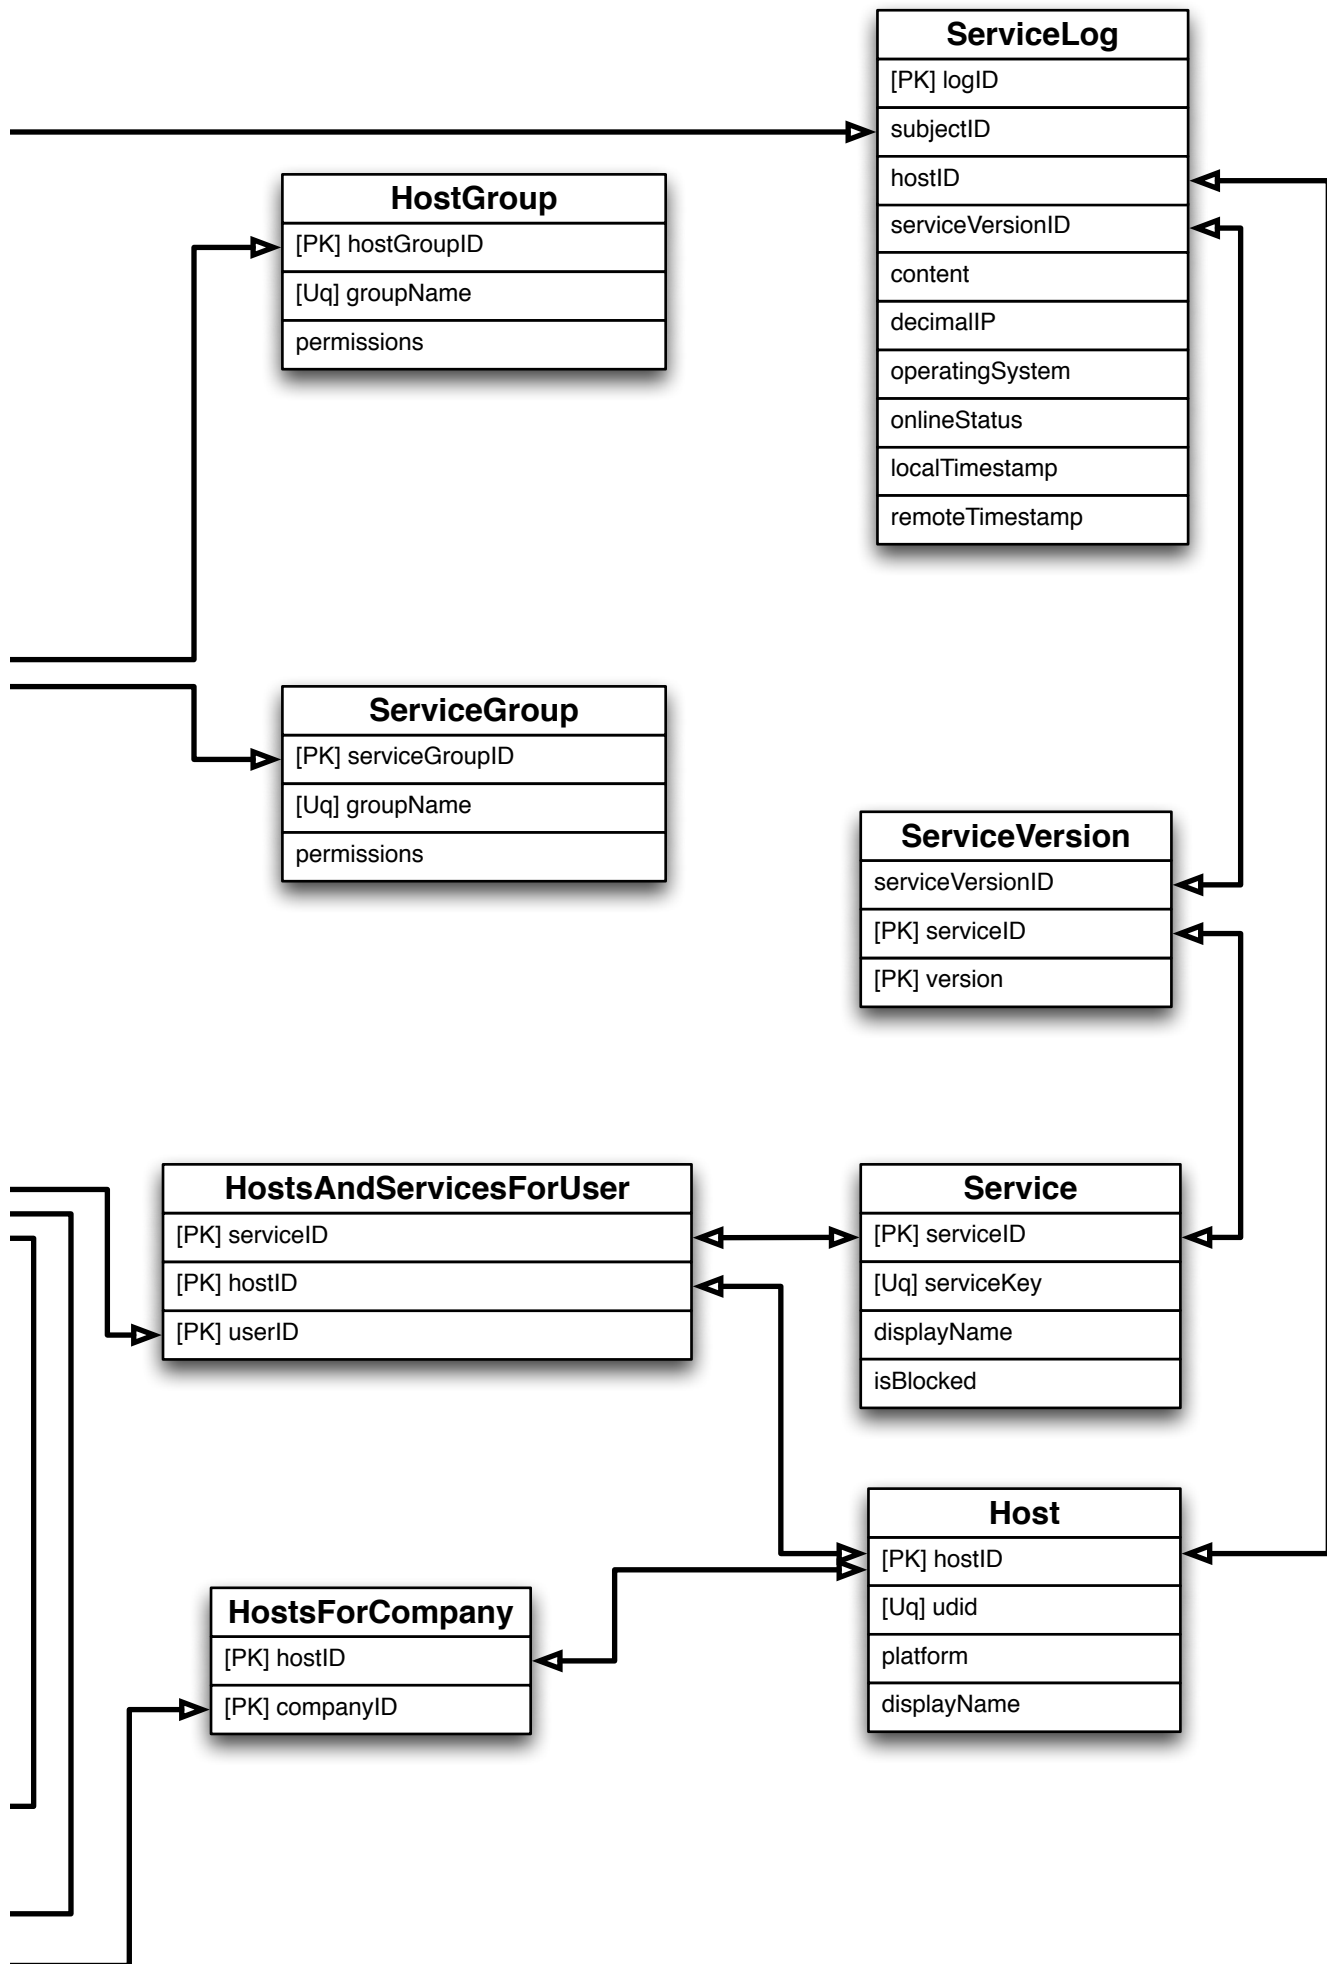 ServiceLog
[PK] logID
subjectID
hostID
serviceVersionID
content
decimalIP
operatingSystem
onlineStatus
localTimestamp
remoteTimestamp
HostGroup
[PK] hostGroupID
[Uq] groupName
permissions
ServiceGroup
[PK] serviceGroupID
[Uq] groupName
permissions
ServiceVersion
serviceVersionID
[PK] serviceID
[PK] version
HostsAndServicesForUser
[PK] serviceID
[PK] hostID
[PK] userID
Service
[PK] serviceID
[Uq] serviceKey
displayName
isBlocked
Host
[PK] hostID
[Uq] udid
platform
displayName
HostsForCompany
[PK] hostID
[PK] companyID